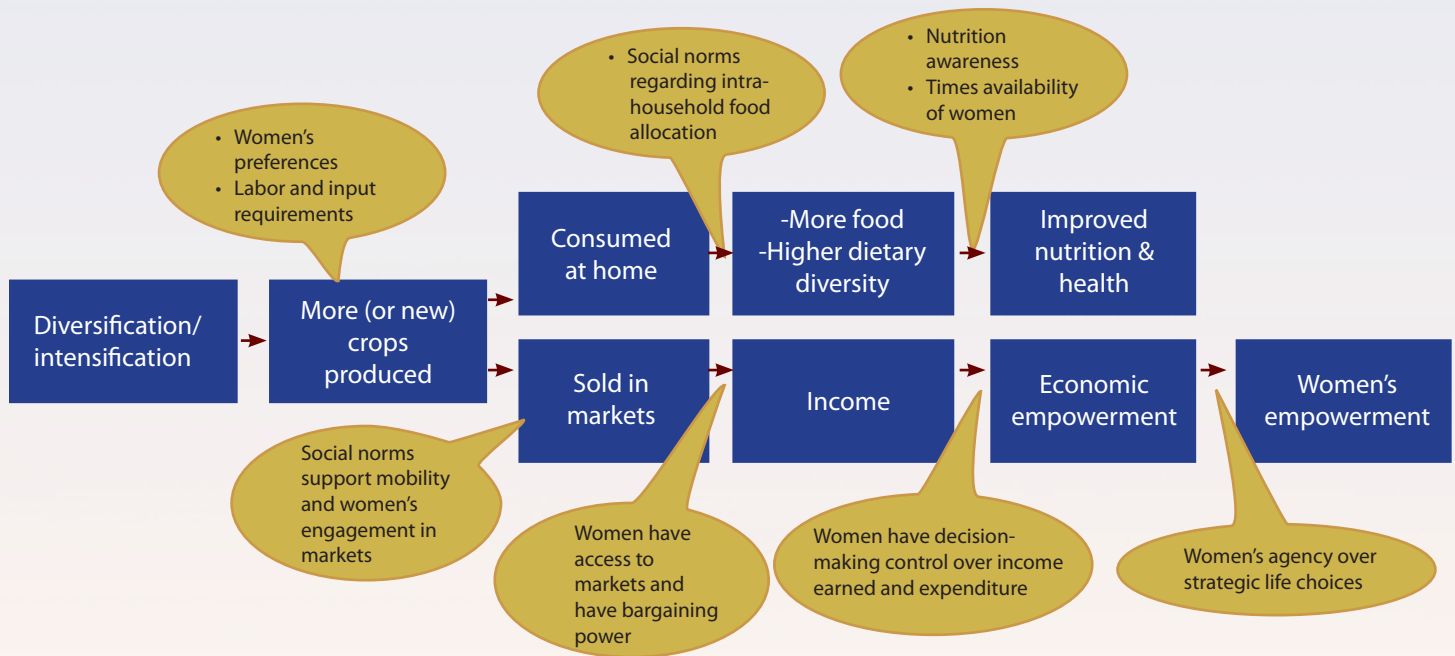 • Women's
preferences
• Labor and input
requirements
• Social norms
regarding intra-
household food
allocation
• Nutrition
awareness
• Times availability
of women
Diversification/
intensification
More (or new)
crops
produced
Consumed
at home
-More food
-Higher dietary
diversity
Improved
nutrition &
health
Sold in
markets
Income
Economic
empowerment
Women's
empowerment
Social norms
support mobility
and women's
engagement in
markets
Women have
access to
markets and
have bargaining
power
Women have decision-
making control over income
earned and expenditure
Women's agency over
strategic life choices